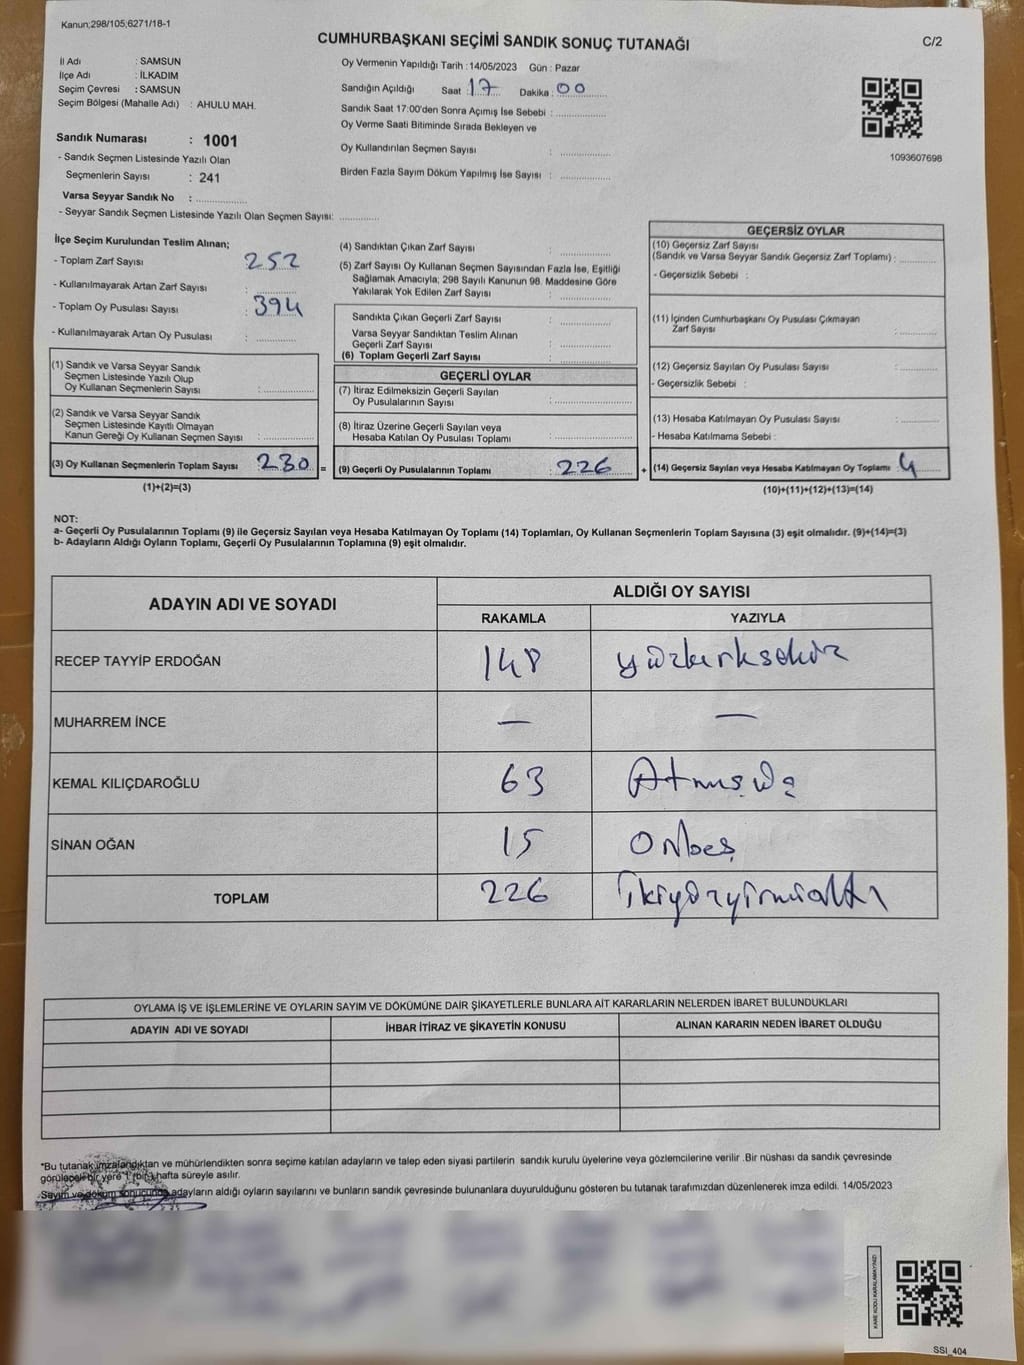 Kanun;298/105;6271/18-1
CUMHURBAŞKANI SEÇİMİ SANDIK SONUÇ TUTANAĞI
C/2
İl Adı : SAMSUN
İlçe Adı : İLKADIM
Seçim Çevresi : SAMSUN
Seçim Bölgesi (Mahalle Adı) : AHULU MAH.
Sandık Numarası : 1001
- Sandık Seçmen Listesinde Yazılı Olan
Seçmenlerin Sayısı : 241
Varsa Seyyar Sandık No :
- Seyyar Sandık Seçmen Listesinde Yazılı Olan Seçmen Sayısı:
Oy Vermenin Yapıldığı Tarih : 14/05/2023 Gün : Pazar
Sandığın Açıldığı Saat 17 Dakika : 00
Sandık Saat 17:00'den Sonra Açımış İse Sebebi :
Oy Verme Saati Bitiminde Sırada Bekleyen ve
Oy Kullandırılan Seçmen Sayısı :
Birden Fazla Sayım Döküm Yapılmış İse Sayısı :
1093607698
İlçe Seçim Kurulundan Teslim Alınan;
- Toplam Zarf Sayısı : 252
- Kullanılmayarak Artan Zarf Sayısı :
- Toplam Oy Pusulası Sayısı : 394
- Kullanılmayarak Artan Oy Pusulası :
(1) Sandık ve Varsa Seyyar Sandık
Seçmen Listesinde Yazılı Olup
Oy Kullanan Seçmenlerin Sayısı :
(2) Sandık ve Varsa Seyyar Sandık
Seçmen Listesinde Kayıtlı Olmayan
Kanun Gereği Oy Kullanan Seçmen Sayısı :
(3) Oy Kullanan Seçmenlerin Toplam Sayısı : 230 =
(1)+(2)=(3)
(4) Sandıktan Çıkan Zarf Sayısı :
(5) Zarf Sayısı Oy Kullanan Seçmen Sayısından Fazla İse, Eşitliği
Sağlamak Amacıyla; 298 Sayılı Kanunun 98. Maddesine Göre
Yakılarak Yok Edilen Zarf Sayısı :
Sandıkta Çıkan Geçerli Zarf Sayısı :
Varsa Seyyar Sandıktan Teslim Alınan
Geçerli Zarf Sayısı :
(6) Toplam Geçerli Zarf Sayısı :
GEÇERLİ OYLAR
(7) İtiraz Edilmeksizin Geçerli Sayılan
Oy Pusulalarının Sayısı :
(8) İtiraz Üzerine Geçerli Sayılan veya
Hesaba Katılan Oy Pusulası Toplamı :
(9) Geçerli Oy Pusulalarının Toplamı : 226 +
GEÇERSİZ OYLAR
(10) Geçersiz Zarf Sayısı
(Sandık ve Varsa Seyyar Sandık Geçersiz Zarf Toplamı) :
- Geçersizlik Sebebi :
(11) İçinden Cumhurbaşkanı Oy Pusulası Çıkmayan
Zarf Sayısı :
(12) Geçersiz Sayılan Oy Pusulası Sayısı :
- Geçersizlik Sebebi :
(13) Hesaba Katılmayan Oy Pusulası Sayısı :
- Hesaba Katılmama Sebebi :
(14) Geçersiz Sayılan veya Hesaba Katılmayan Oy Toplamı : 4
(10)+(11)+(12)+(13)=(14)
NOT:
a- Geçerli Oy Pusulalarının Toplamı (9) ile Geçersiz Sayılan veya Hesaba Katılmayan Oy Toplamı (14) Toplamları, Oy Kullanan Seçmenlerin Toplam Sayısına (3) eşit olmalıdır. (9)+(14)=(3)
b- Adayların Aldığı Oyların Toplamı, Geçerli Oy Pusulalarının Toplamına (9) eşit olmalıdır.
ADAYIN ADI VE SOYADI
ALDIĞI OY SAYISI
RAKAMLA YAZIYLA
RECEP TAYYİP ERDOĞAN 148 yüzkırksekiz
MUHARREM İNCE — —
KEMAL KILIÇDAROĞLU 63 Atmışüç
SİNAN OĞAN 15 Onbeş
TOPLAM 226 ikiyüzyirmialtı
OYLAMA İŞ VE İŞLEMLERİNE VE OYLARIN SAYIM VE DÖKÜMÜNE DAİR ŞİKAYETLERLE BUNLARA AİT KARARLARIN NELERDEN İBARET BULUNDUKLARI
ADAYIN ADI VE SOYADI İHBAR İTİRAZ VE ŞİKAYETİN KONUSU ALINAN KARARIN NEDEN İBARET OLDUĞU
*Bu tutanak imzalandıktan ve mühürlendikten sonra seçime katılan adayların ve talep eden siyasi partilerin sandık kurulu üyelerine veya gözlemcilerine verilir .Bir nüshası da sandık çevresinde
görülecek bir yere 1 (bir) hafta süreyle asılır.
Sayım ve döküm sonucunda adayların aldığı oyların sayılarını ve bunların sandık çevresinde bulunanlara duyurulduğunu gösteren bu tutanak tarafımızdan düzenlenerek imza edildi. 14/05/2023
KARE KODU KARALAMAYINIZ!
SSI_404